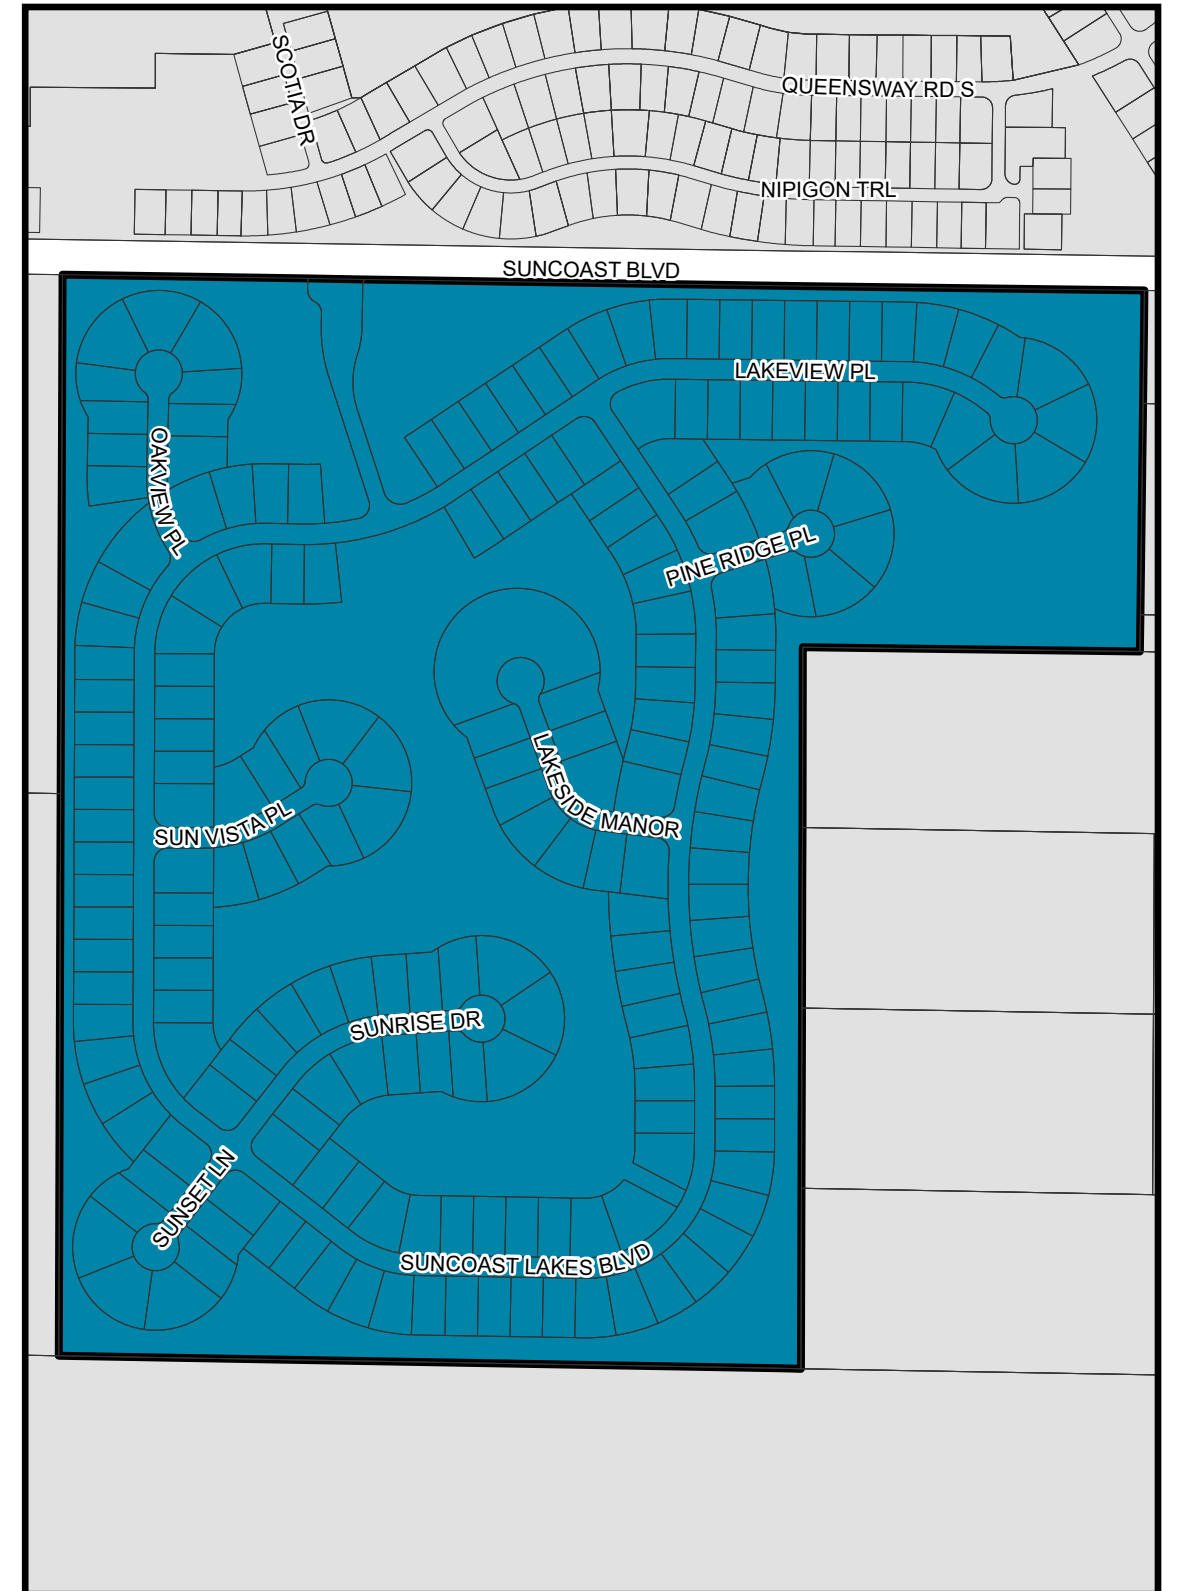 SCOTIA DR
QUEENSWAY RD S
NIPIGON TRL
SUNCOAST BLVD
LAKEVIEW PL
OAKVIEW PL
PINE RIDGE PL
LAKESIDE MANOR
SUN VISTA PL
SUNRISE DR
SUNSET LN
SUNCOAST LAKES BLVD